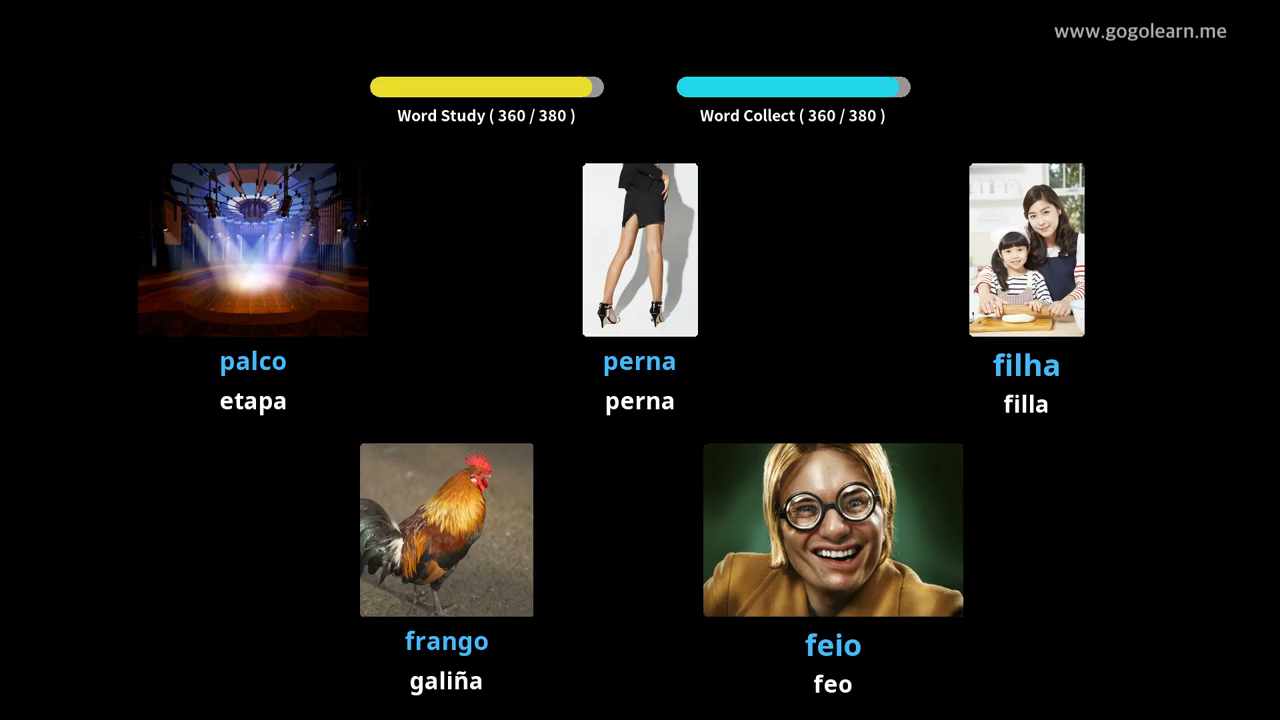 www.gogolearn.me
Word Study ( 360 / 380 )
Word Collect ( 360 / 380 )
palco
etapa
perna
perna
filha
filla
frango
galiña
feio
feo